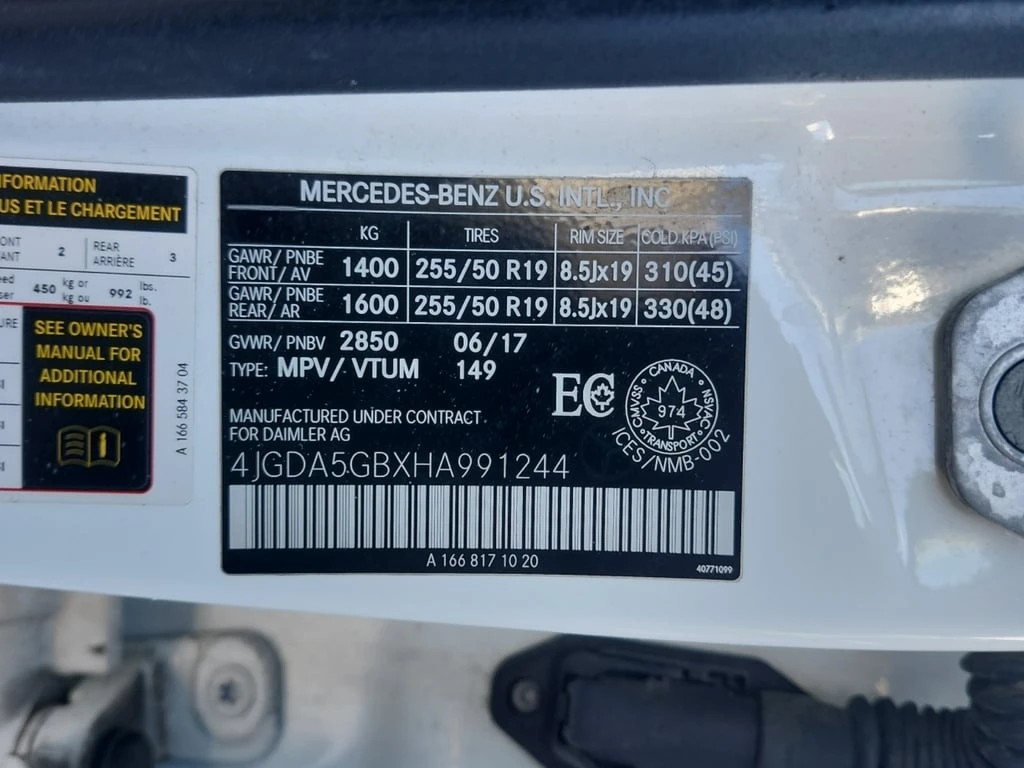 FORMATION
US ET LE CHARGEMENT
2 REAR ARRIÈRE 3
450 kg or kg ou 992 lbs. lb.
SEE OWNER'S
MANUAL FOR
ADDITIONAL
INFORMATION
A 166 584 37 04
MERCEDES-BENZ U.S. INTL., INC
KG TIRES RIM SIZE COLD KPA (PSI)
GAWR/ PNBE FRONT/ AV 1400 255/50 R19 8.5Jx19 310(45)
GAWR/ PNBE REAR/ AR 1600 255/50 R19 8.5Jx19 330(48)
GVWR/ PNBV 2850 06/17
TYPE: MPV/ VTUM 149
EC
CANADA
974
TRANSPORT
CMVSS
NSVAC
ICES/NMB-002
MANUFACTURED UNDER CONTRACT
FOR DAIMLER AG
4JGDA5GBXHA991244
A 166 817 10 20
40771099